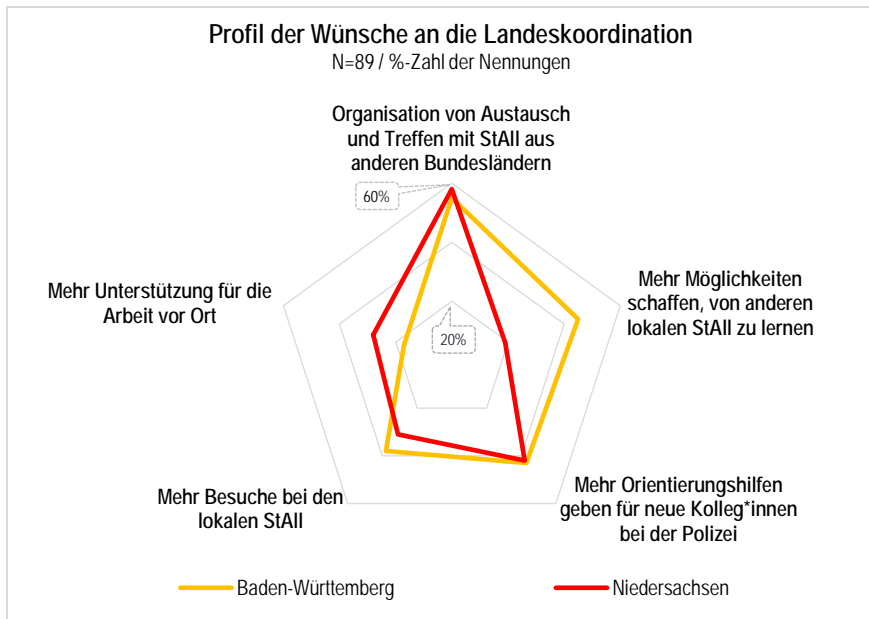 Profil der Wünsche an die Landeskoordination
N=89 / %-Zahl der Nennungen
Organisation von Austausch
und Treffen mit StAll aus
anderen Bundesländern
60%
Mehr Unterstützung für die
Arbeit vor Ort
Mehr Möglichkeiten
schaffen, von anderen
lokalen StAll zu lernen
20%
Mehr Besuche bei den
lokalen StAll
Mehr Orientierungshilfen
geben für neue Kolleg*innen
bei der Polizei
Baden-Württemberg
Niedersachsen